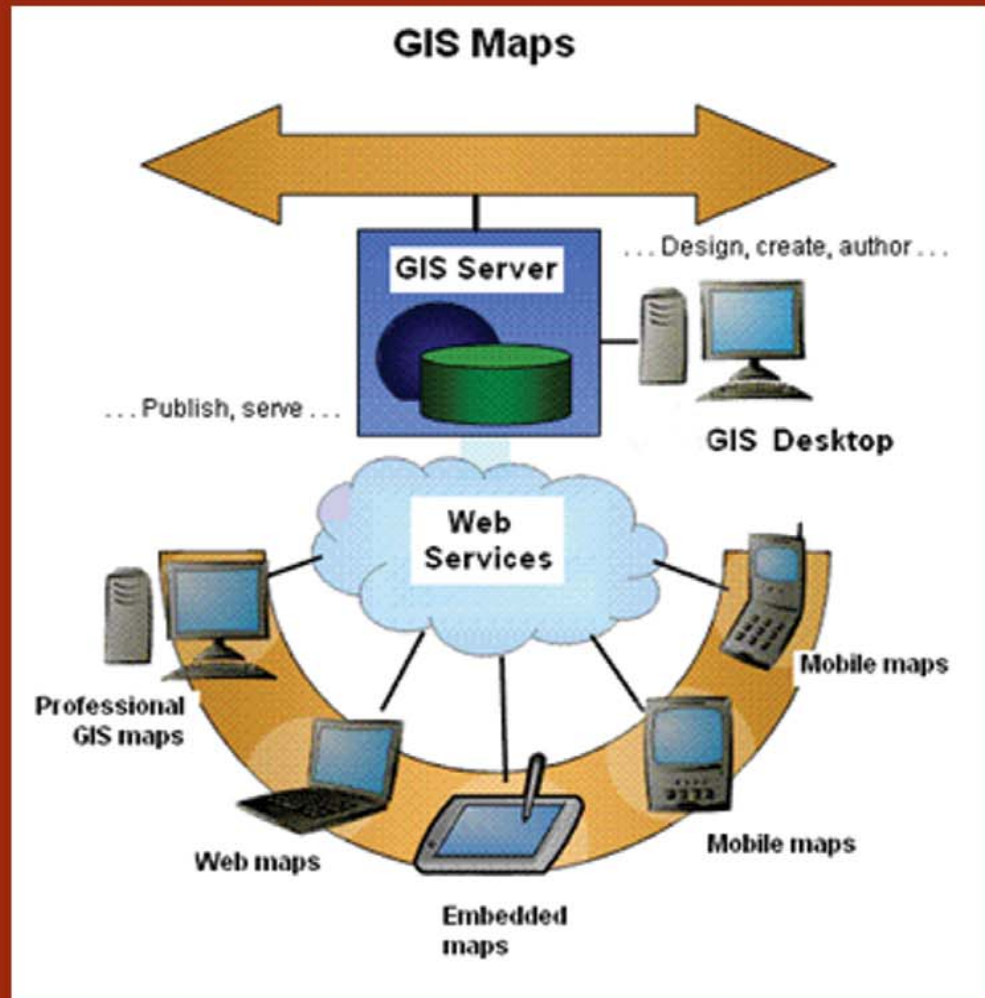 GIS Maps
GIS Server
. . . Design, create, author . . .
. . . Publish, serve . . .
GIS Desktop
Web
Services
Professional
GIS maps
Web maps
Embedded
maps
Mobile maps
Mobile maps